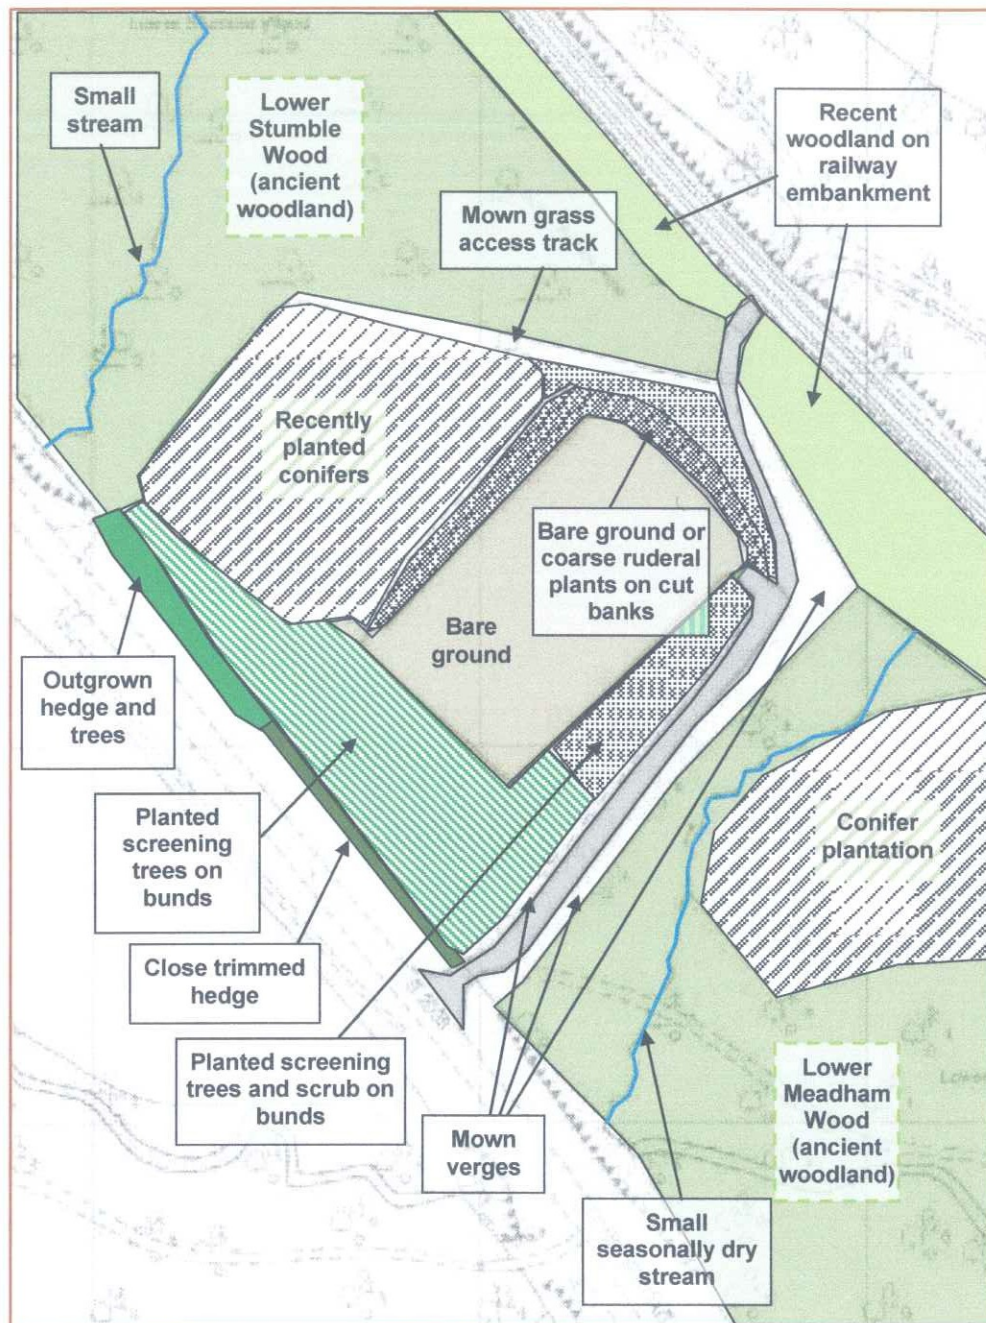 Small
stream
Lower
Stumble
Wood
(ancient
woodland)
Recent
woodland on
railway
embankment
Mown grass
access track
Recently
planted
conifers
Bare ground or
coarse ruderal
plants on cut
banks
Bare
ground
Outgrown
hedge and
trees
Planted
screening
trees on
bunds
Conifer
plantation
Close trimmed
hedge
Planted screening
trees and scrub on
bunds
Mown
verges
Lower
Meadham
Wood
(ancient
woodland)
Small
seasonally dry
stream